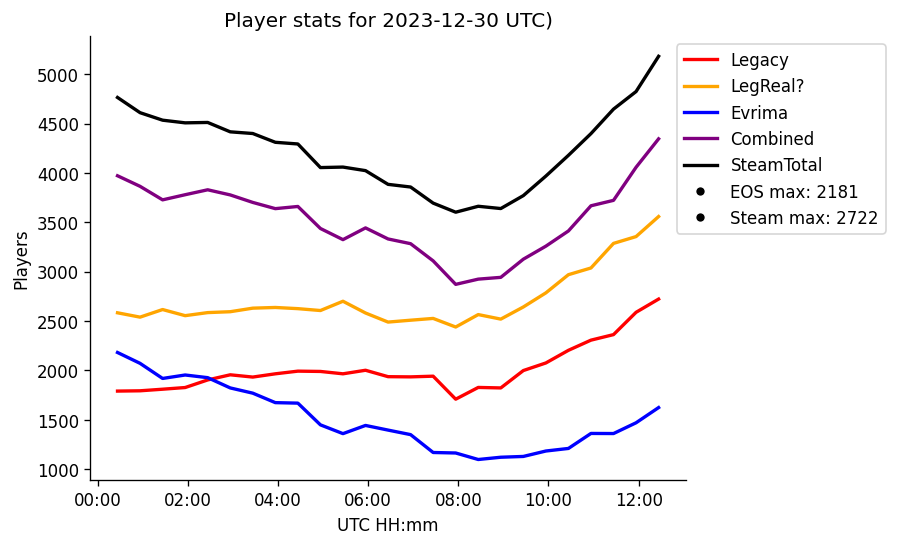 Player stats for 2023-12-30 UTC)
5000
4500
4000
3500
3000
2500
2000
1500
1000
Players
00:00 02:00 04:00 06:00 08:00 10:00 12:00
UTC HH:mm
Legacy
LegReal?
Evrima
Combined
SteamTotal
EOS max: 2181
Steam max: 2722